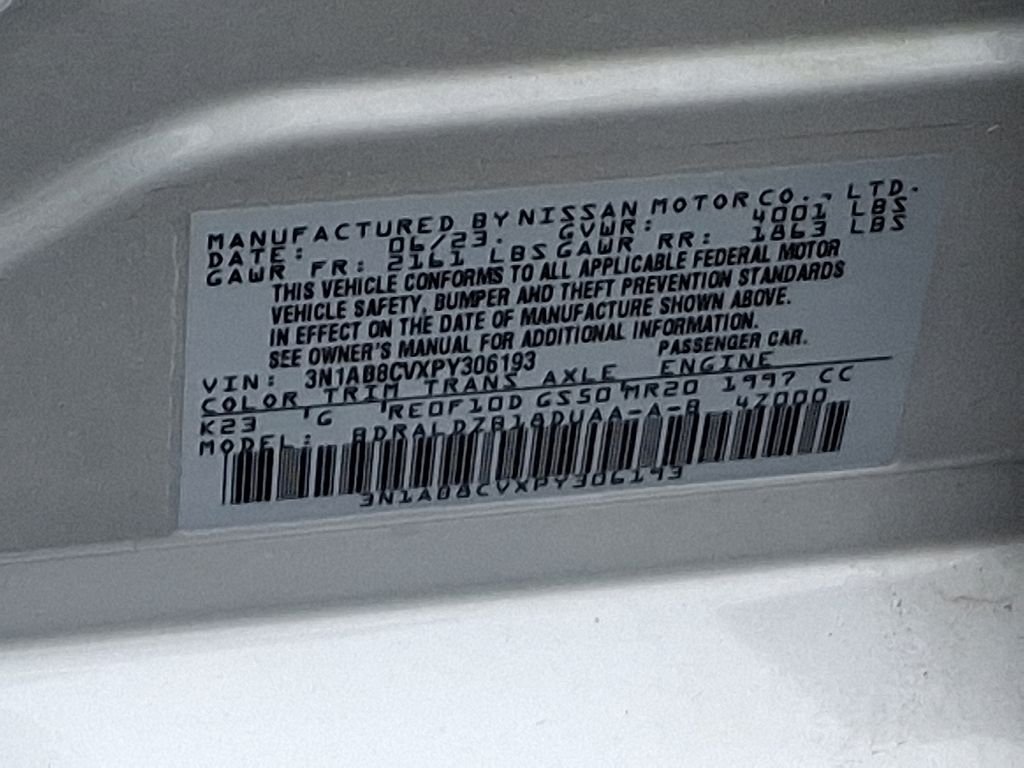 MANUFACTURED BY NISSAN MOTOR CO., LTD.
DATE: 06/23. GVWR: 4001 LBS
GAWR FR: 2161 LBS GAWR RR: 1863 LBS
THIS VEHICLE CONFORMS TO ALL APPLICABLE FEDERAL MOTOR
VEHICLE SAFETY, BUMPER AND THEFT PREVENTION STANDARDS
IN EFFECT ON THE DATE OF MANUFACTURE SHOWN ABOVE.
SEE OWNER'S MANUAL FOR ADDITIONAL INFORMATION.
VIN: 3N1AB8CVXPY306193 PASSENGER CAR.
COLOR TRIM TRANS AXLE ENGINE
K23 G RE0F10D GS50 MR20 1997 CC
MODEL: BDRALDZB18DUAA-A-B 4Z000
3N1AB8CVXPY306193